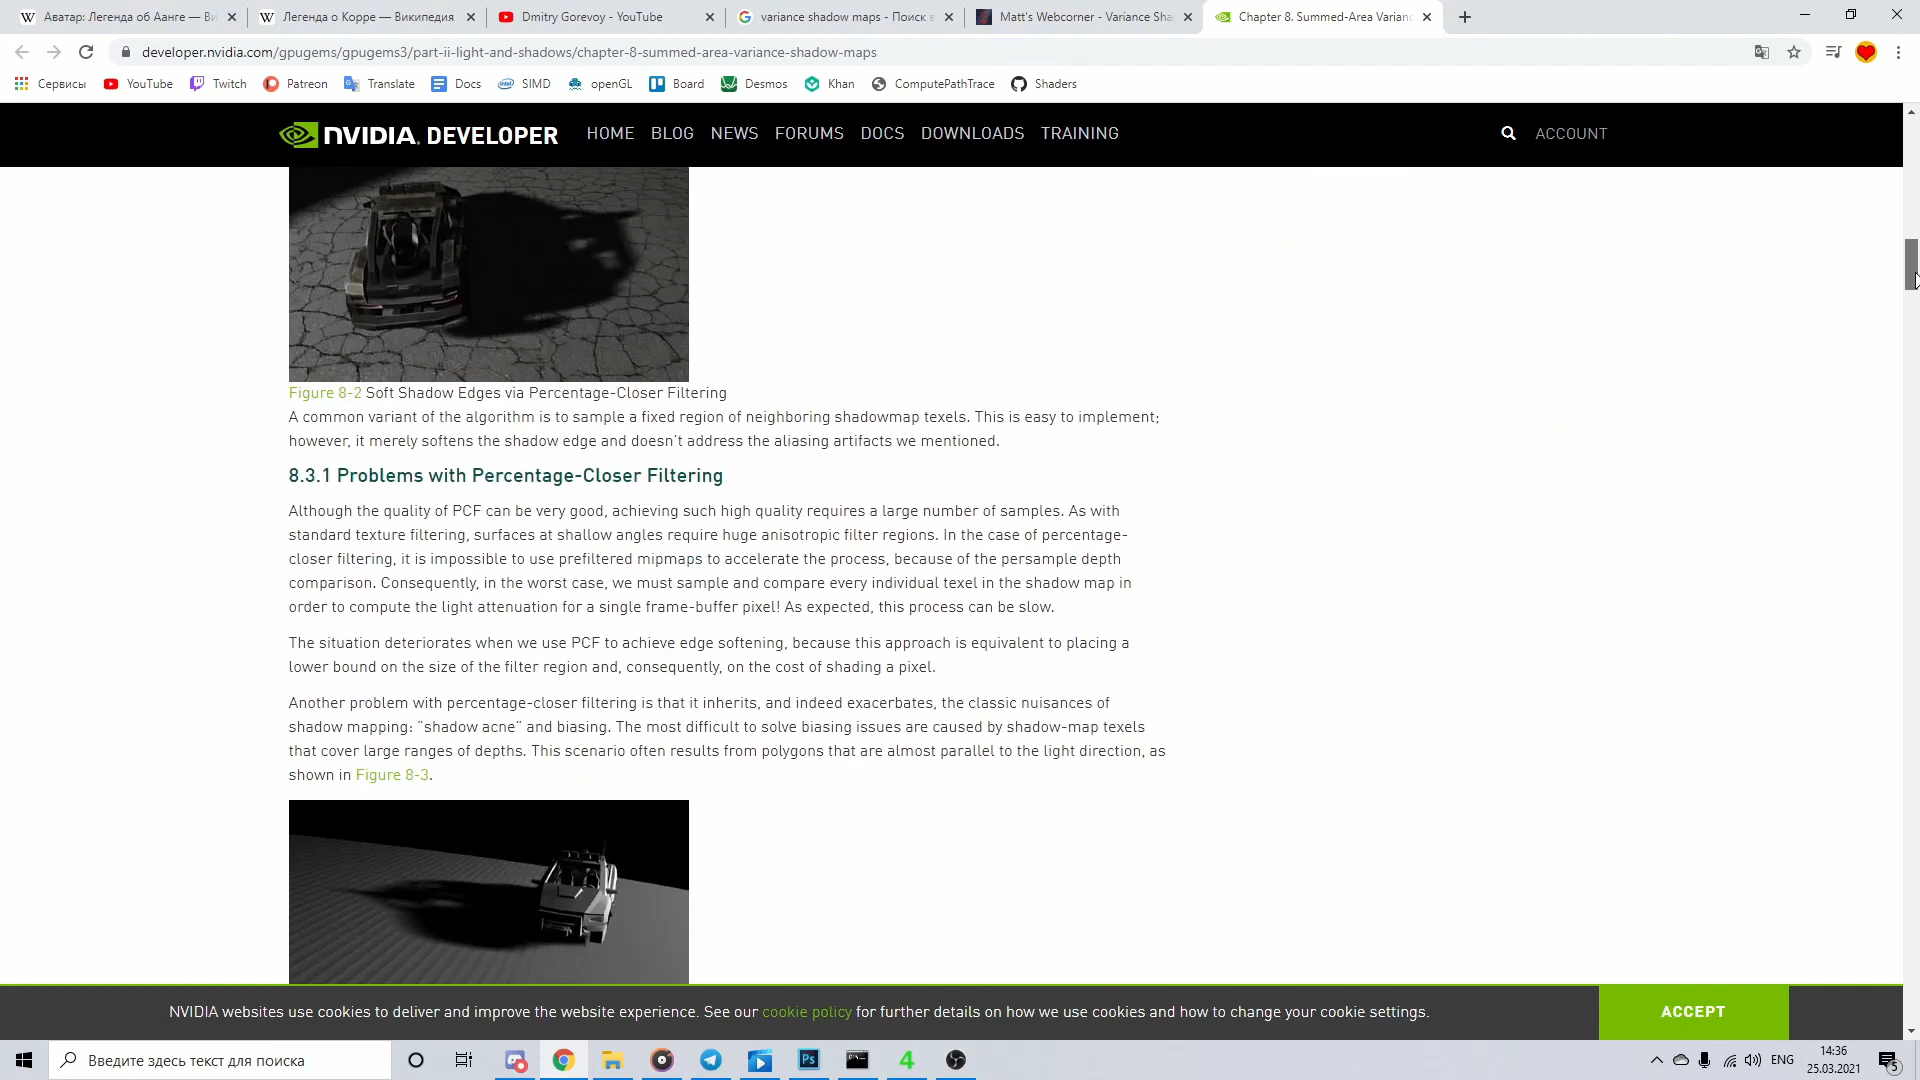 Аватар: Легенда об Аанге — Ви
Легенда о Корре — Википедия
Dmitry Gorevoy - YouTube
variance shadow maps - Поиск в
Matt's Webcorner - Variance Sha
Chapter 8. Summed-Area Varianc
developer.nvidia.com/gpugems/gpugems3/part-ii-light-and-shadows/chapter-8-summed-area-variance-shadow-maps
Сервисы YouTube Twitch Patreon Translate Docs SIMD openGL Board Desmos Khan ComputePathTrace Shaders
NVIDIA. DEVELOPER HOME BLOG NEWS FORUMS DOCS DOWNLOADS TRAINING ACCOUNT
Figure 8-2 Soft Shadow Edges via Percentage-Closer Filtering
A common variant of the algorithm is to sample a fixed region of neighboring shadowmap texels. This is easy to implement;
however, it merely softens the shadow edge and doesn't address the aliasing artifacts we mentioned.
8.3.1 Problems with Percentage-Closer Filtering
Although the quality of PCF can be very good, achieving such high quality requires a large number of samples. As with
standard texture filtering, surfaces at shallow angles require huge anisotropic filter regions. In the case of percentage-
closer filtering, it is impossible to use prefiltered mipmaps to accelerate the process, because of the persample depth
comparison. Consequently, in the worst case, we must sample and compare every individual texel in the shadow map in
order to compute the light attenuation for a single frame-buffer pixel! As expected, this process can be slow.
The situation deteriorates when we use PCF to achieve edge softening, because this approach is equivalent to placing a
lower bound on the size of the filter region and, consequently, on the cost of shading a pixel.
Another problem with percentage-closer filtering is that it inherits, and indeed exacerbates, the classic nuisances of
shadow mapping: "shadow acne" and biasing. The most difficult to solve biasing issues are caused by shadow-map texels
that cover large ranges of depths. This scenario often results from polygons that are almost parallel to the light direction, as
shown in Figure 8-3.
NVIDIA websites use cookies to deliver and improve the website experience. See our cookie policy for further details on how we use cookies and how to change your cookie settings.
ACCEPT
Введите здесь текст для поиска
Ps
4
ENG
14:36
25.03.2021
5